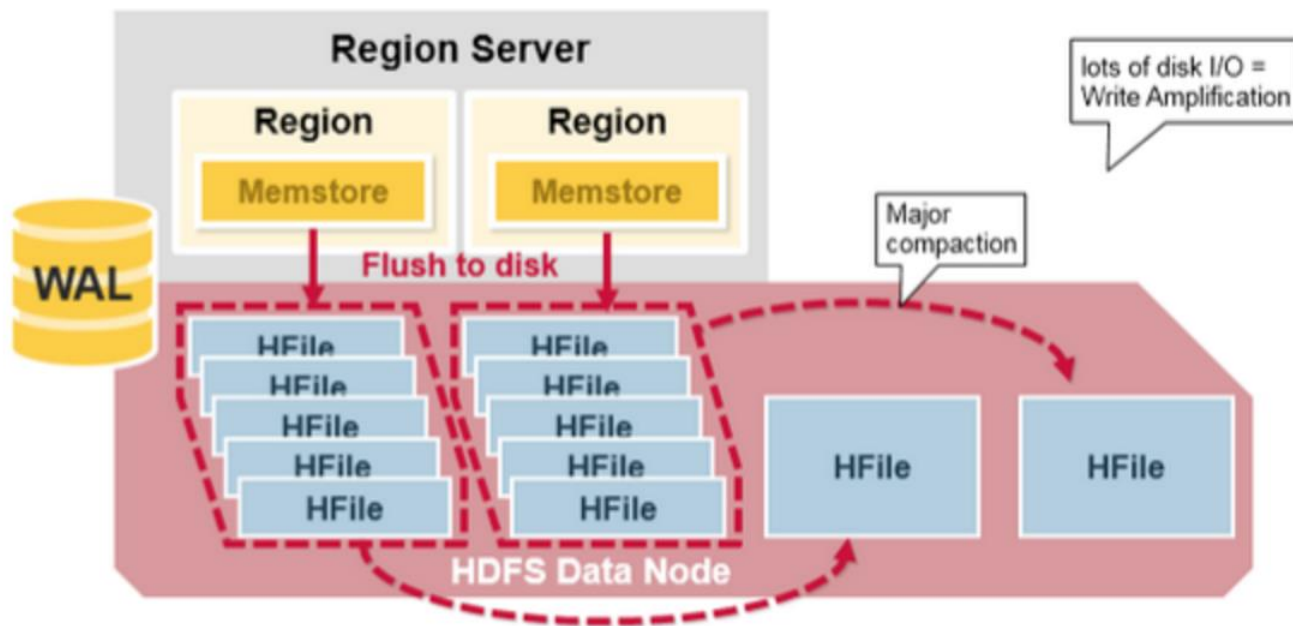 Region Server
lots of disk I/O =
Write Amplification
Region
Region
Memstore
Memstore
Major
compaction
WAL
Flush to disk
HFile
HFile
HFile
HFile
HFile
HFile
HFile
HFile
HFile
HFile
HFile
HFile
HDFS Data Node